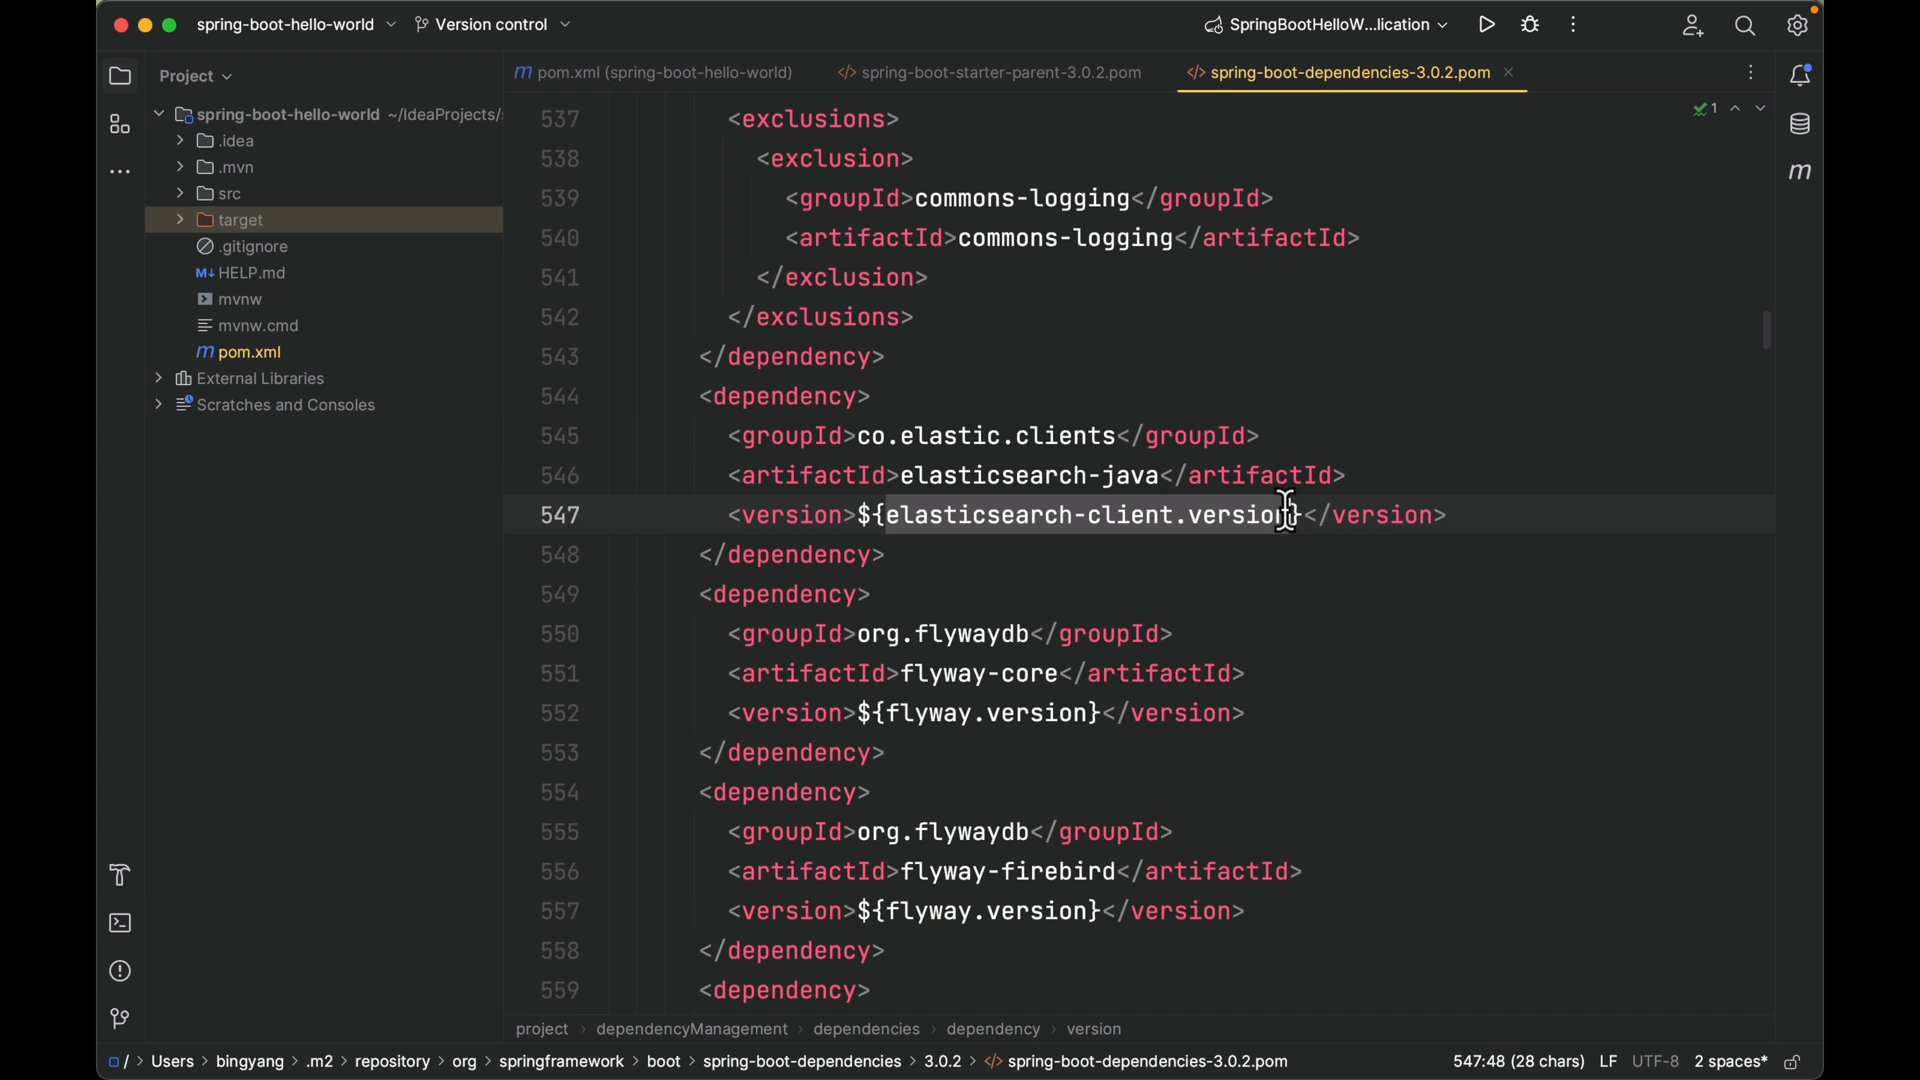 spring-boot-hello-world
Version control
SpringBootHelloW...lication
Project
pom.xml (spring-boot-hello-world)
</> spring-boot-starter-parent-3.0.2.pom
</> spring-boot-dependencies-3.0.2.pom
spring-boot-hello-world ~/IdeaProjects/
.idea
.mvn
src
target
.gitignore
M↓ HELP.md
mvnw
mvnw.cmd
m pom.xml
External Libraries
Scratches and Consoles
1
537 <exclusions>
538 <exclusion>
539 <groupId>commons-logging</groupId>
540 <artifactId>commons-logging</artifactId>
541 </exclusion>
542 </exclusions>
543 </dependency>
544 <dependency>
545 <groupId>co.elastic.clients</groupId>
546 <artifactId>elasticsearch-java</artifactId>
547 <version>${elasticsearch-client.version}</version>
548 </dependency>
549 <dependency>
550 <groupId>org.flywaydb</groupId>
551 <artifactId>flyway-core</artifactId>
552 <version>${flyway.version}</version>
553 </dependency>
554 <dependency>
555 <groupId>org.flywaydb</groupId>
556 <artifactId>flyway-firebird</artifactId>
557 <version>${flyway.version}</version>
558 </dependency>
559 <dependency>
project › dependencyManagement › dependencies › dependency › version
/ › Users › bingyang › .m2 › repository › org › springframework › boot › spring-boot-dependencies › 3.0.2 › </> spring-boot-dependencies-3.0.2.pom
547:48 (28 chars) LF UTF-8 2 spaces*